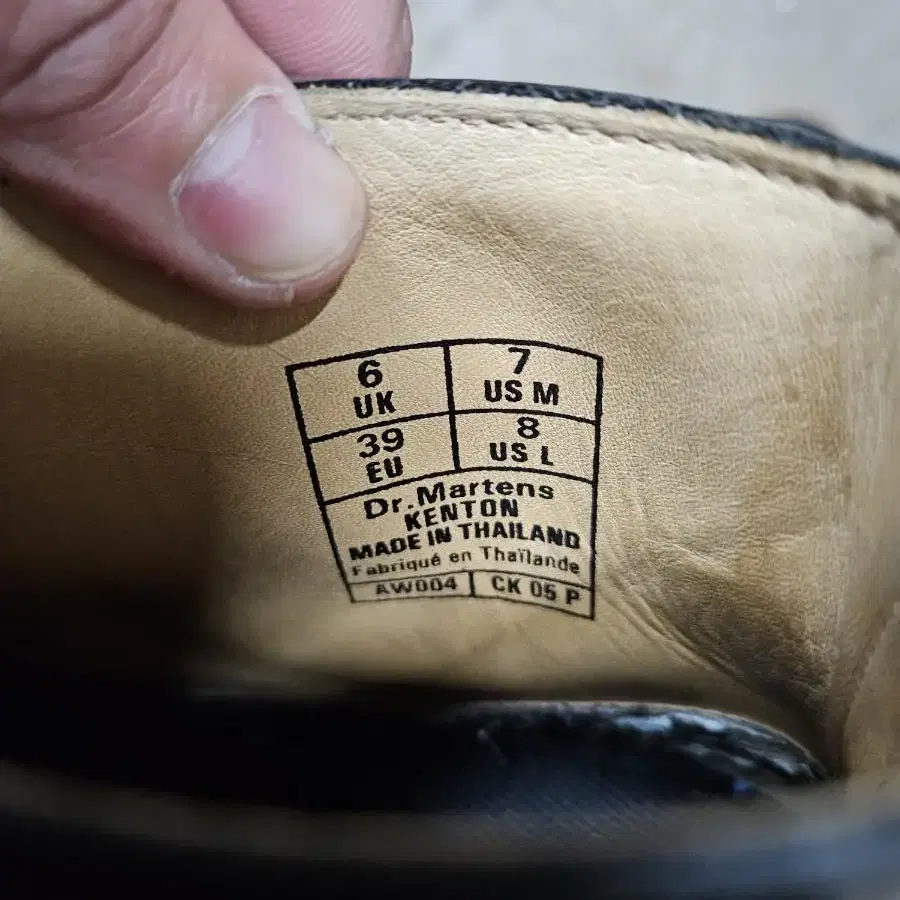 6 UK
7 US M
39 EU
8 US L
Dr.Martens
KENTON
MADE IN THAILAND
Fabriqué en Thaïlande
AW004 CK 05 P